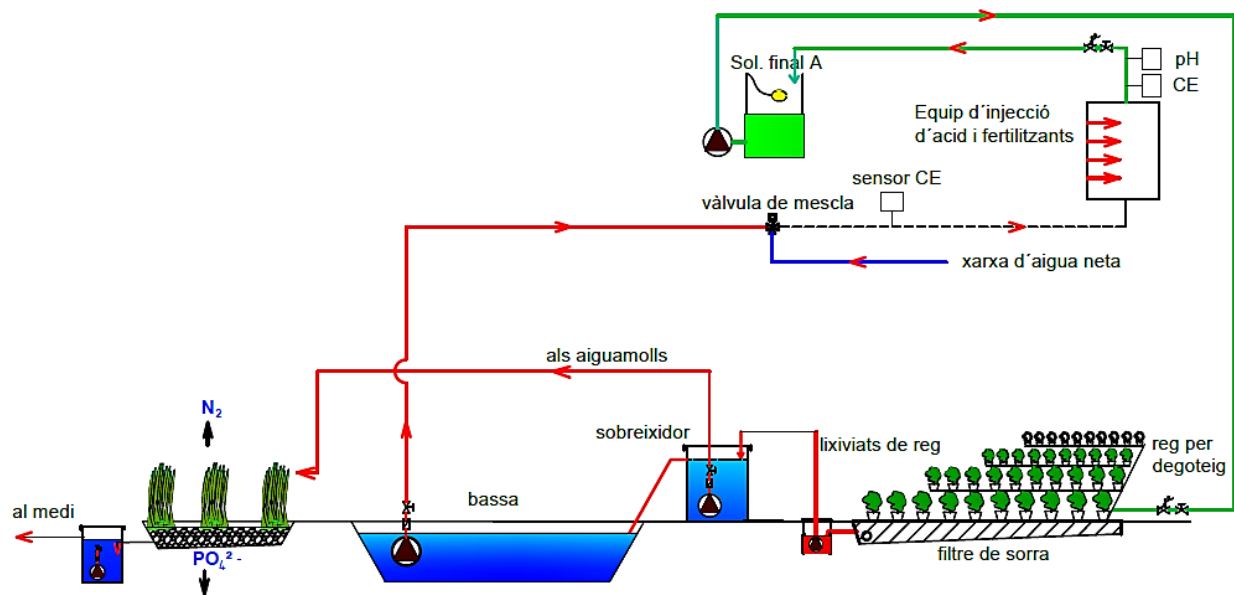 Sol. final A
pH
CE
Equip d´injecció
d´acid i fertilitzants
sensor CE
vàlvula de mescla
xarxa d´aigua neta
als aiguamolls
N₂
sobreixidor
lixiviats de reg
reg per
degoteig
bassa
al medi
filtre de sorra
PO₄² -